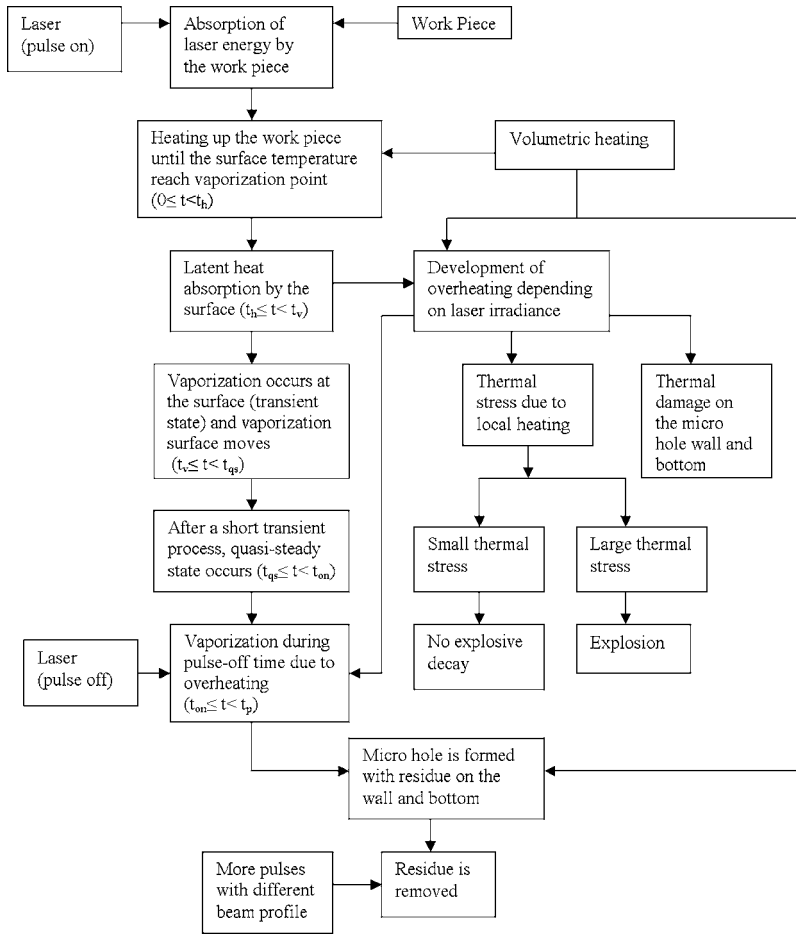 Laser
(pulse on)
Absorption of
laser energy by
the work piece
Work Piece
Heating up the work piece
until the surface temperature
reach vaporization point
(0≤ t<tₕ)
Volumetric heating
Latent heat
absorption by the
surface (tₕ≤ t< tᵥ)
Development of
overheating depending
on laser irradiance
Vaporization occurs at
the surface (transient
state) and vaporization
surface moves
(tᵥ≤ t< t_qs)
Thermal
stress due to
local heating
Thermal
damage on
the micro
hole wall and
bottom
After a short transient
process, quasi-steady
state occurs (t_qs≤ t< t_on)
Small thermal
stress
Large thermal
stress
Laser
(pulse off)
Vaporization during
pulse-off time due to
overheating
(t_on≤ t< t_p)
No explosive
decay
Explosion
Micro hole is formed
with residue on the
wall and bottom
More pulses
with different
beam profile
Residue is
removed